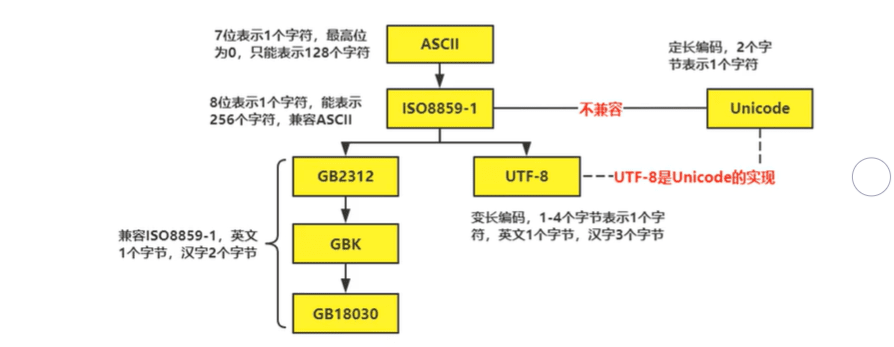 7位表示1个字符，最高位
为0，只能表示128个字符
ASCII
定长编码，2个字
节表示1个字符
8位表示1个字符，能表示
256个字符，兼容ASCII
ISO8859-1
不兼容
Unicode
GB2312
UTF-8
UTF-8是Unicode的实现
变长编码，1-4个字节表示1个字
符，英文1个字节，汉字3个字节
兼容ISO8859-1，英文
1个字节，汉字2个字节
GBK
GB18030